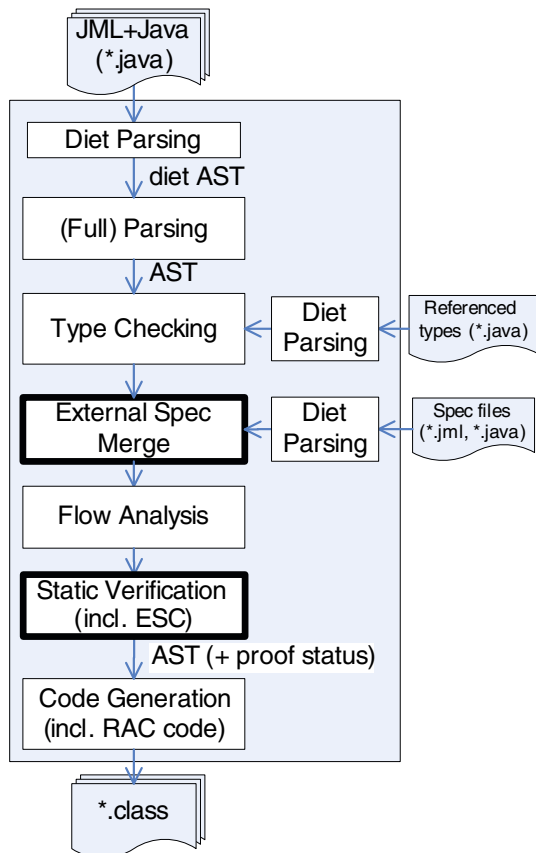 JML+Java
(*.java)
Diet Parsing
diet AST
(Full) Parsing
AST
Type Checking
Diet
Parsing
Referenced
types (*.java)
External Spec
Merge
Diet
Parsing
Spec files
(*.jml, *.java)
Flow Analysis
Static Verification
(incl. ESC)
AST (+ proof status)
Code Generation
(incl. RAC code)
*.class